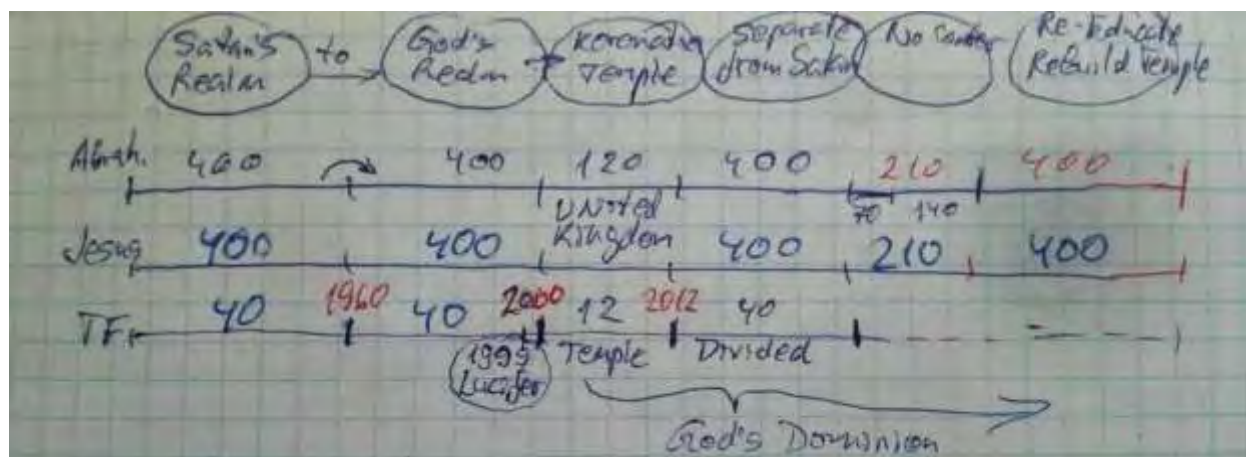 Satan's Realm to God's Realm Koronation Temple Separate from Satan No Center Re-Educate Rebuild Temple
Abrah. 400 400 120 400 210 400
United Kingdom 70 140
Jesus 400 400 400 210 400
TF 40 1960 40 2000 12 2012 40
1999 Lucifer Temple Divided
God's Dominion